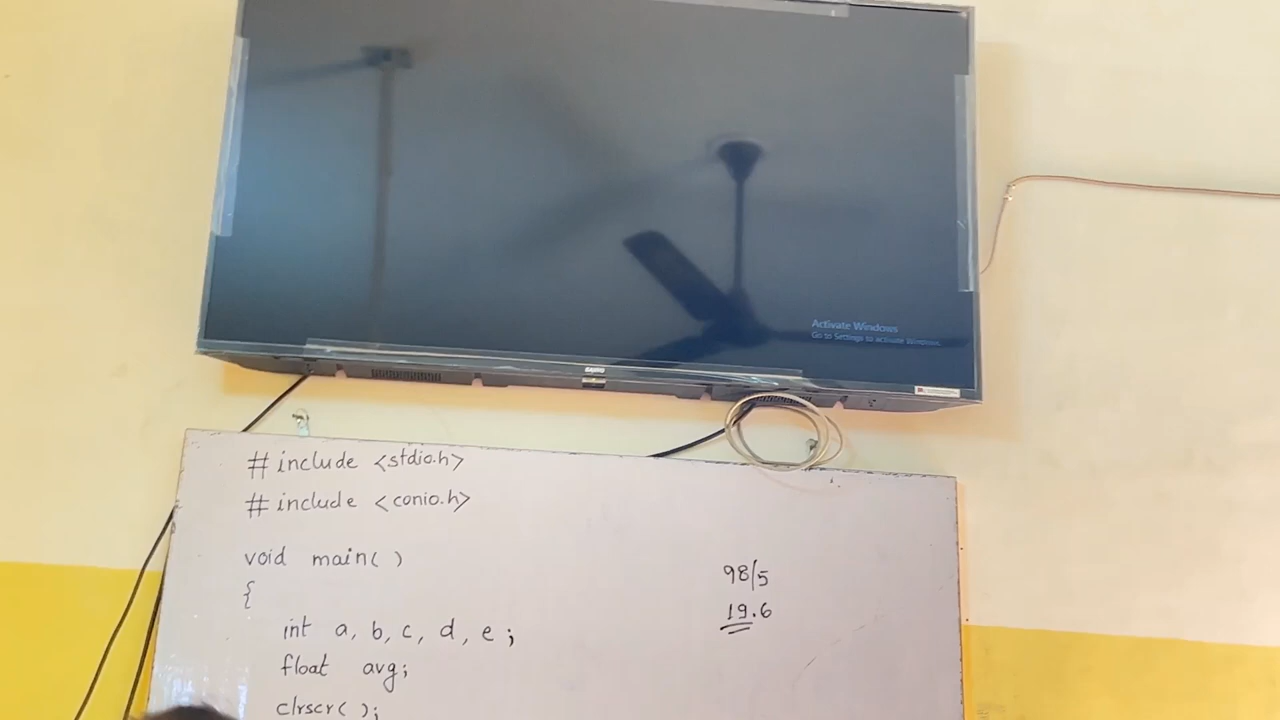 Activate Windows
Go to Settings to activate Windows.
SANYO
# include <stdio.h>
# include <conio.h>
void main( )
{
int a, b, c, d, e ;
float avg;
clrscr( );
98/5
19.6